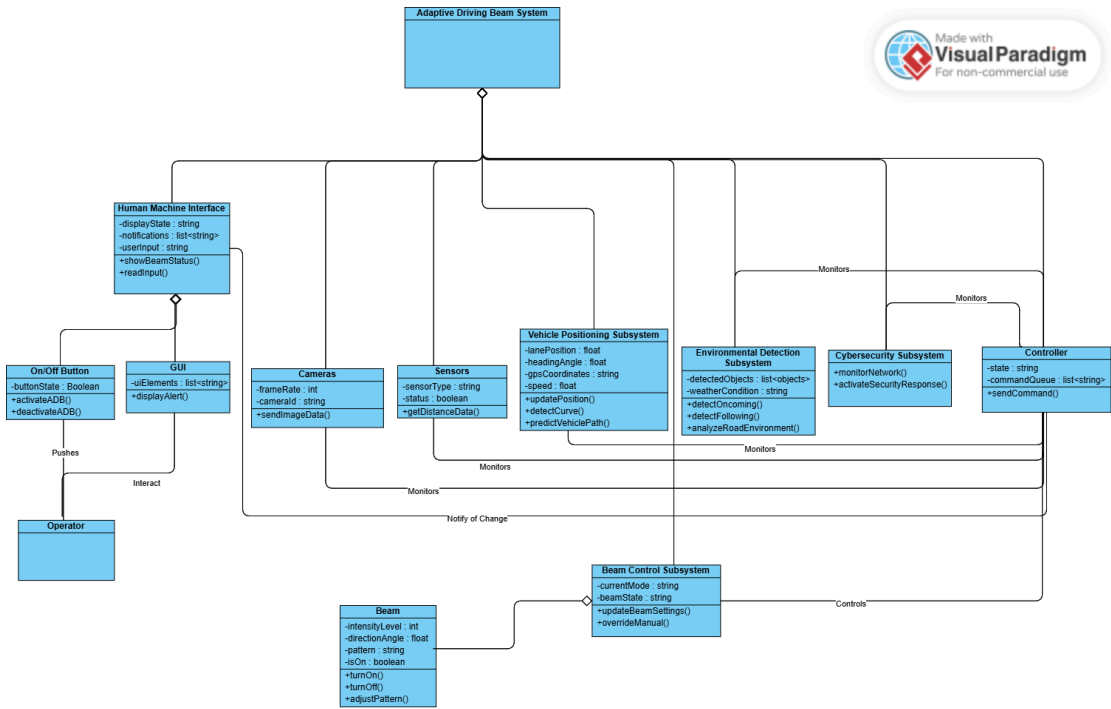 Adaptive Driving Beam System
Made with
Visual Paradigm
For non-commercial use
Human Machine Interface
-displayState : string
-notifications : list<string>
-userInput : string
+showBeamStatus()
+readInput()
Monitors
Monitors
On/Off Button
-buttonState : Boolean
+activateADB()
+deactivateADB()
GUI
-uiElements : list<string>
+displayAlert()
Cameras
-frameRate : int
-cameraId : string
+sendImageData()
Sensors
-sensorType : string
-status : boolean
+getDistanceData()
Vehicle Positioning Subsystem
-lanePosition : float
-headingAngle : float
-gpsCoordinates : string
-speed : float
+updatePosition()
+detectCurve()
+predictVehiclePath()
Environmental Detection
Subsystem
-detectedObjects : list<objects>
-weatherCondition : string
+detectOncoming()
+detectFollowing()
+analyzeRoadEnvironment()
Cybersecurity Subsystem
+monitorNetwork()
+activateSecurityResponse()
Controller
-state : string
-commandQueue : list<string>
+sendCommand()
Pushes
Monitors
Monitors
Interact
Monitors
Notify of Change
Operator
Beam Control Subsystem
-currentMode : string
-beamState : string
+updateBeamSettings()
+overrideManual()
Controls
Beam
-intensityLevel : int
-directionAngle : float
-pattern : string
-isOn : boolean
+turnOn()
+turnOff()
+adjustPattern()